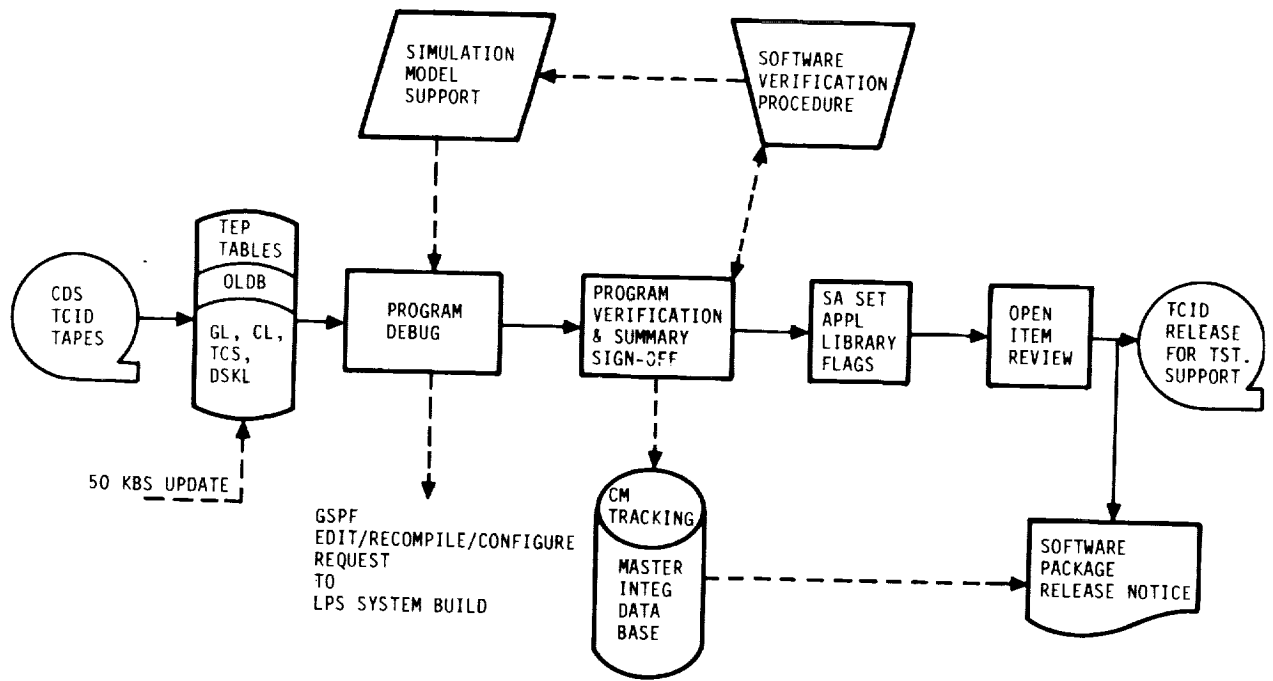 SIMULATION
MODEL
SUPPORT
SOFTWARE
VERIFICATION
PROCEDURE
CDS
TCID
TAPES
TEP
TABLES
OLDB
GL, CL,
TCS,
DSKL
50 KBS UPDATE
PROGRAM
DEBUG
GSPF
EDIT/RECOMPILE/CONFIGURE
REQUEST
TO
LPS SYSTEM BUILD
PROGRAM
VERIFICATION
& SUMMARY
SIGN-OFF
CM
TRACKING
MASTER
INTEG
DATA
BASE
SA SET
APPL
LIBRARY
FLAGS
OPEN
ITEM
REVIEW
TCID
RELEASE
FOR TST.
SUPPORT
SOFTWARE
PACKAGE
RELEASE NOTICE